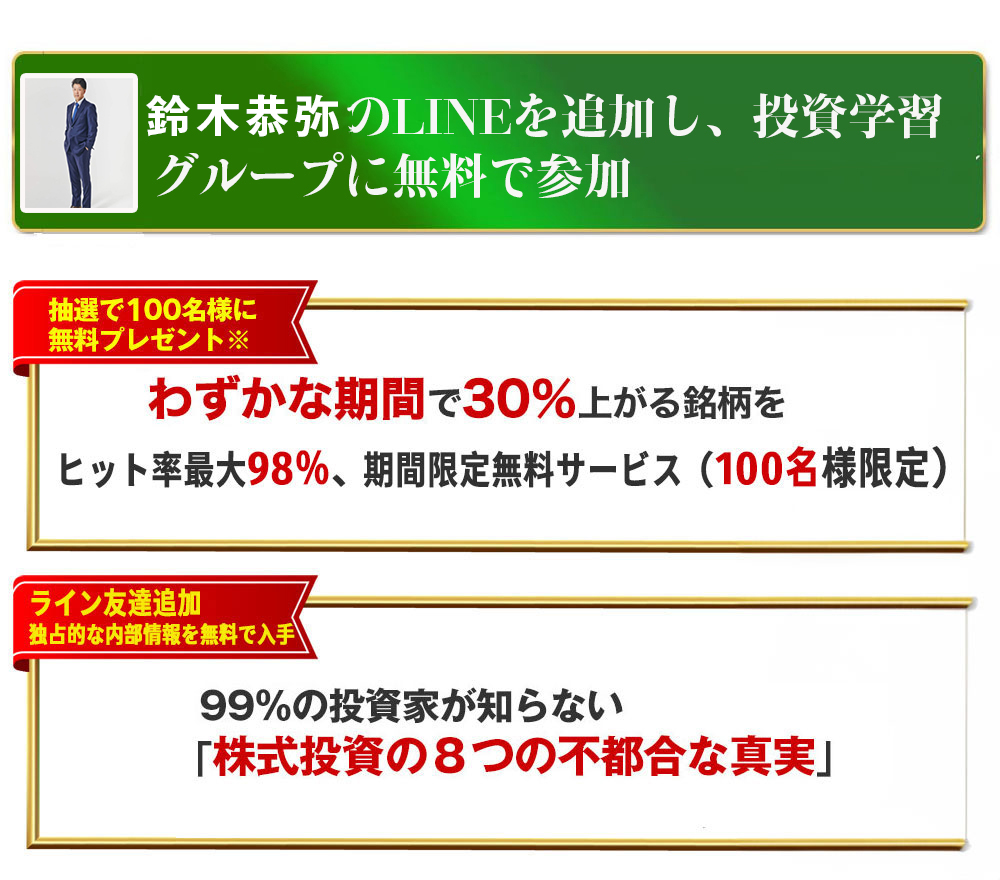 鈴木恭弥のLINEを追加し、投資学習
グループに無料で参加
抽選で100名様に
無料プレゼント※
わずかな期間で30%上がる銘柄を
ヒット率最大98%、期間限定無料サービス（100名様限定）
ライン友達追加
独占的な内部情報を無料で入手
99%の投資家が知らない
「株式投資の８つの不都合な真実」